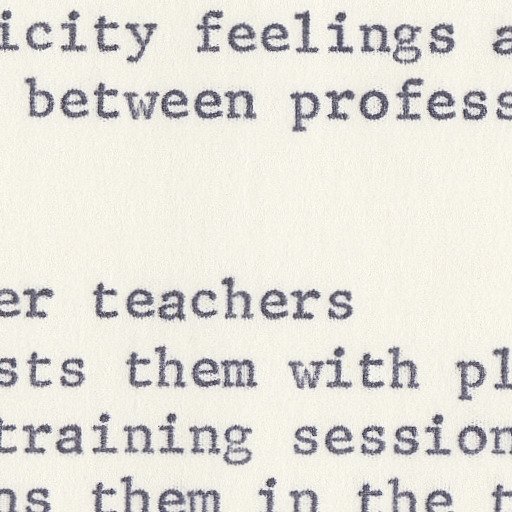 icity feelings a
between profess
er teachers
sts them with pl
training session
ns them in the t